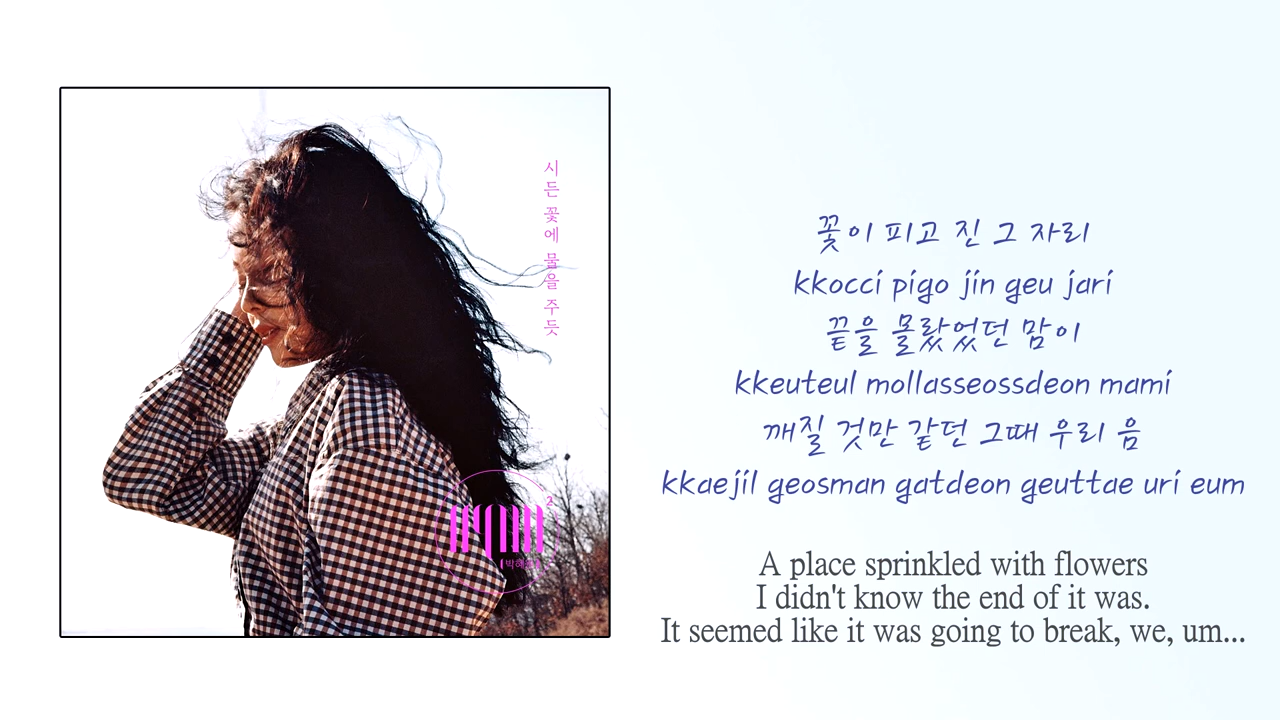 시든 꽃에 물을 주듯
2
꽃이 피고 진 그 자리
kkocci pigo jin geu jari
끝을 몰랐었던 맘이
kkeuteul mollasseossdeon mami
깨질 것만 같던 그때 우리 음
kkaejil geosman gatdeon geuttae uri eum
A place sprinkled with flowers
I didn't know the end of it was.
It seemed like it was going to break, we, um...